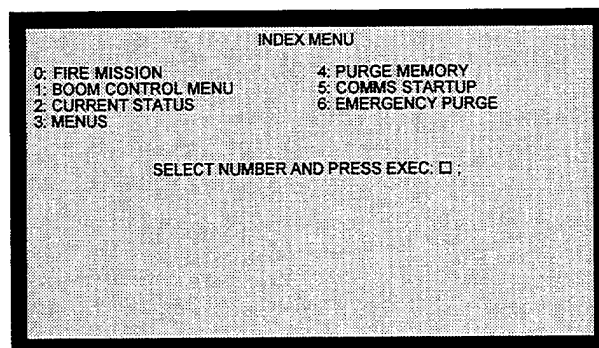 INDEX MENU
0: FIRE MISSION
1: BOOM CONTROL MENU
2: CURRENT STATUS
3: MENUS
4: PURGE MEMORY
5: COMMS STARTUP
6: EMERGENCY PURGE
SELECT NUMBER AND PRESS EXEC: □ ;